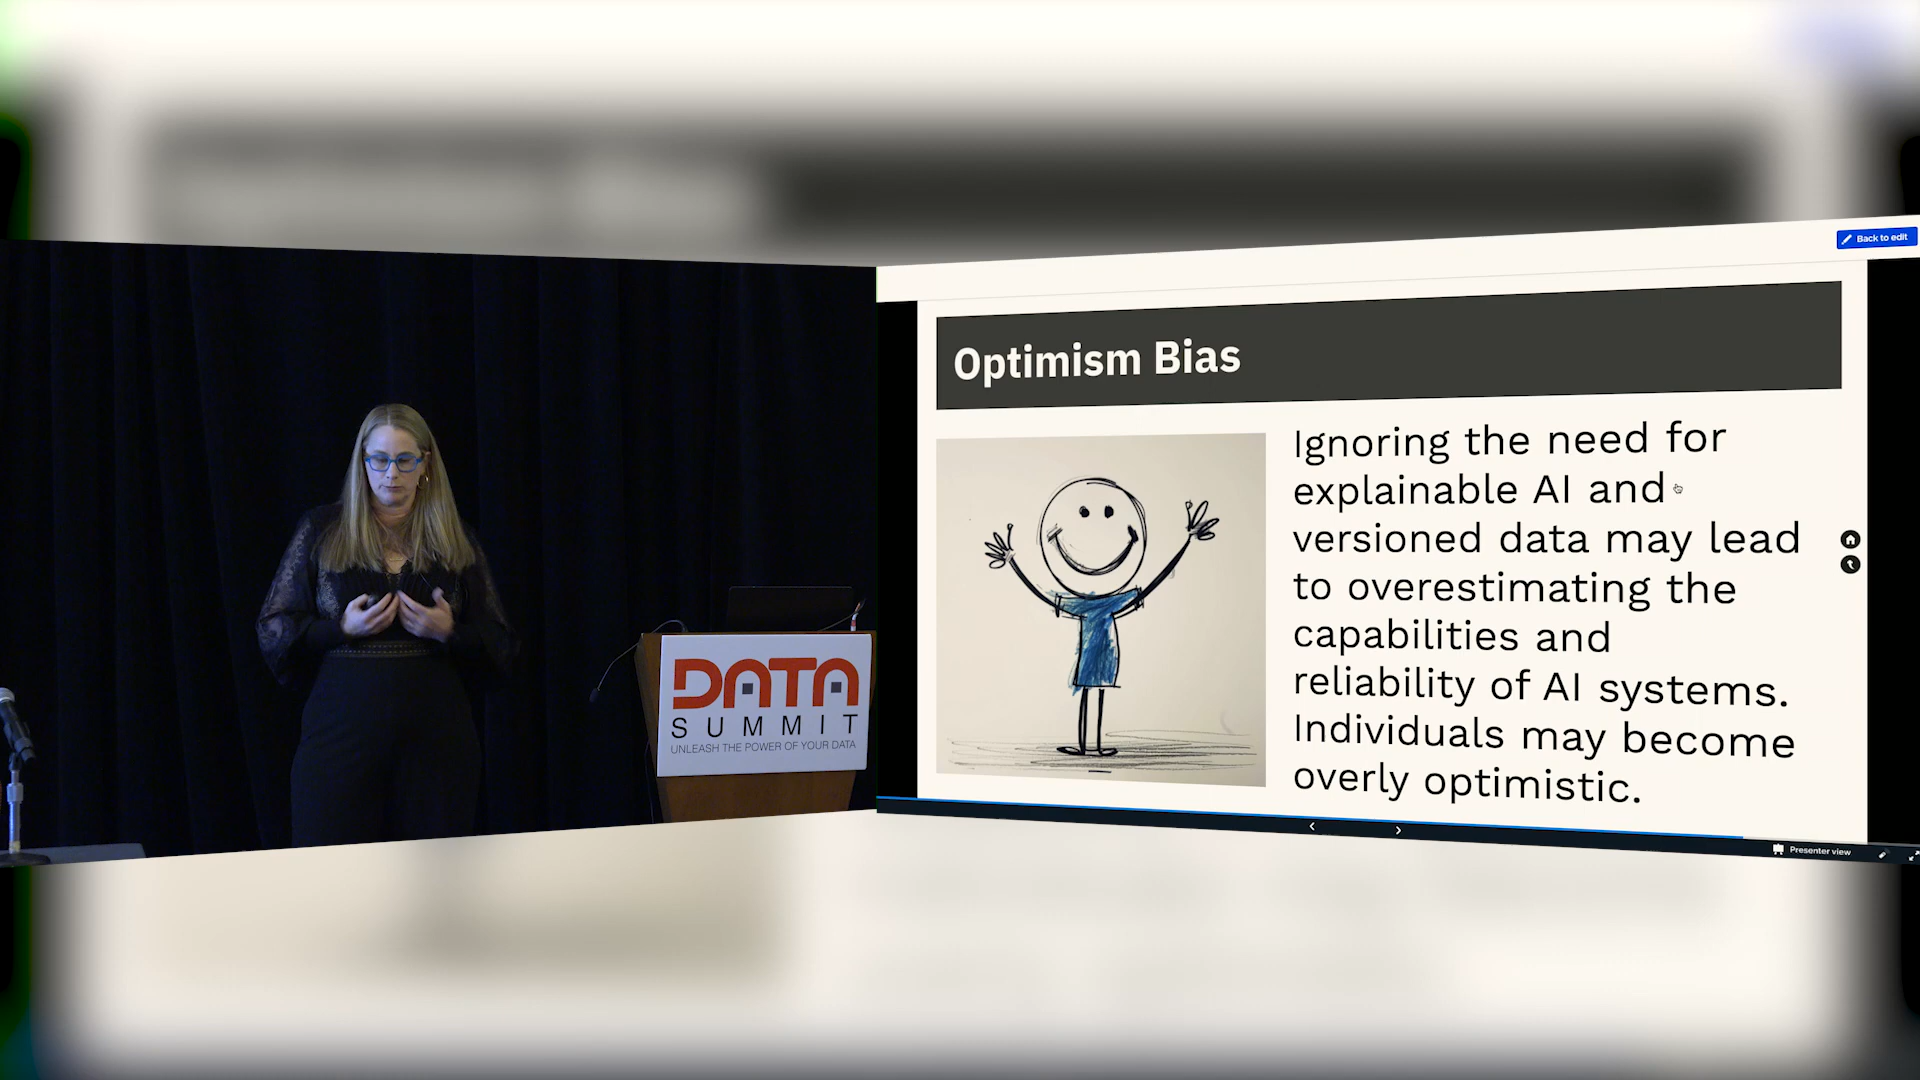 DATA
SUMMIT
UNLEASH THE POWER OF YOUR DATA
Back to edit
Optimism Bias
Ignoring the need for
explainable AI and
versioned data may lead
to overestimating the
capabilities and
reliability of AI systems.
Individuals may become
overly optimistic.
Presenter view